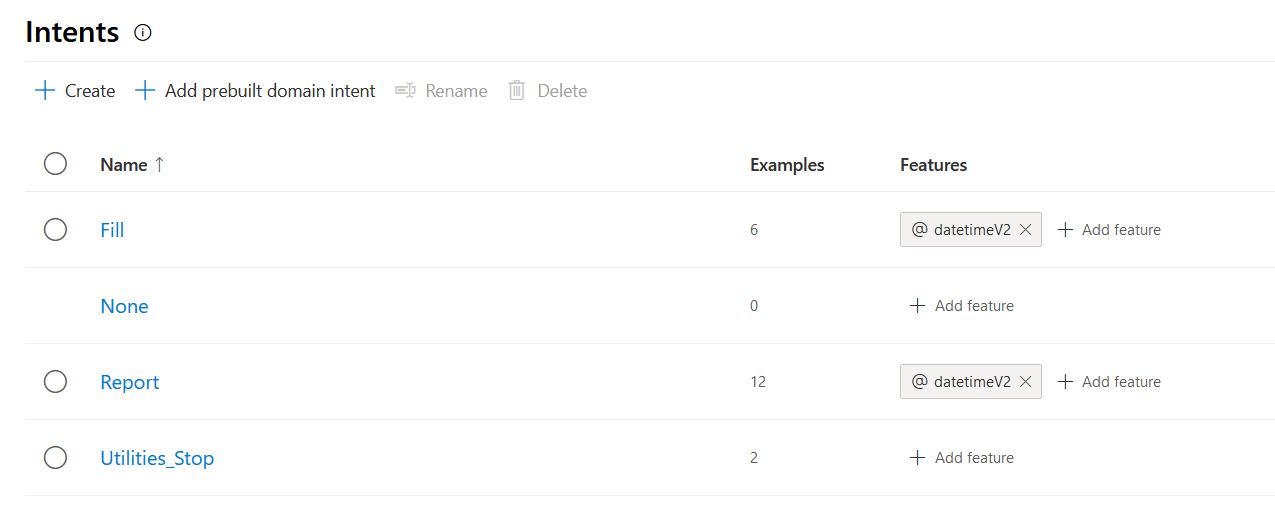 Intents
Create Add prebuilt domain intent Rename Delete
Name ↑ Examples Features
Fill 6 @ datetimeV2 × + Add feature
None 0 + Add feature
Report 12 @ datetimeV2 × + Add feature
Utilities_Stop 2 + Add feature